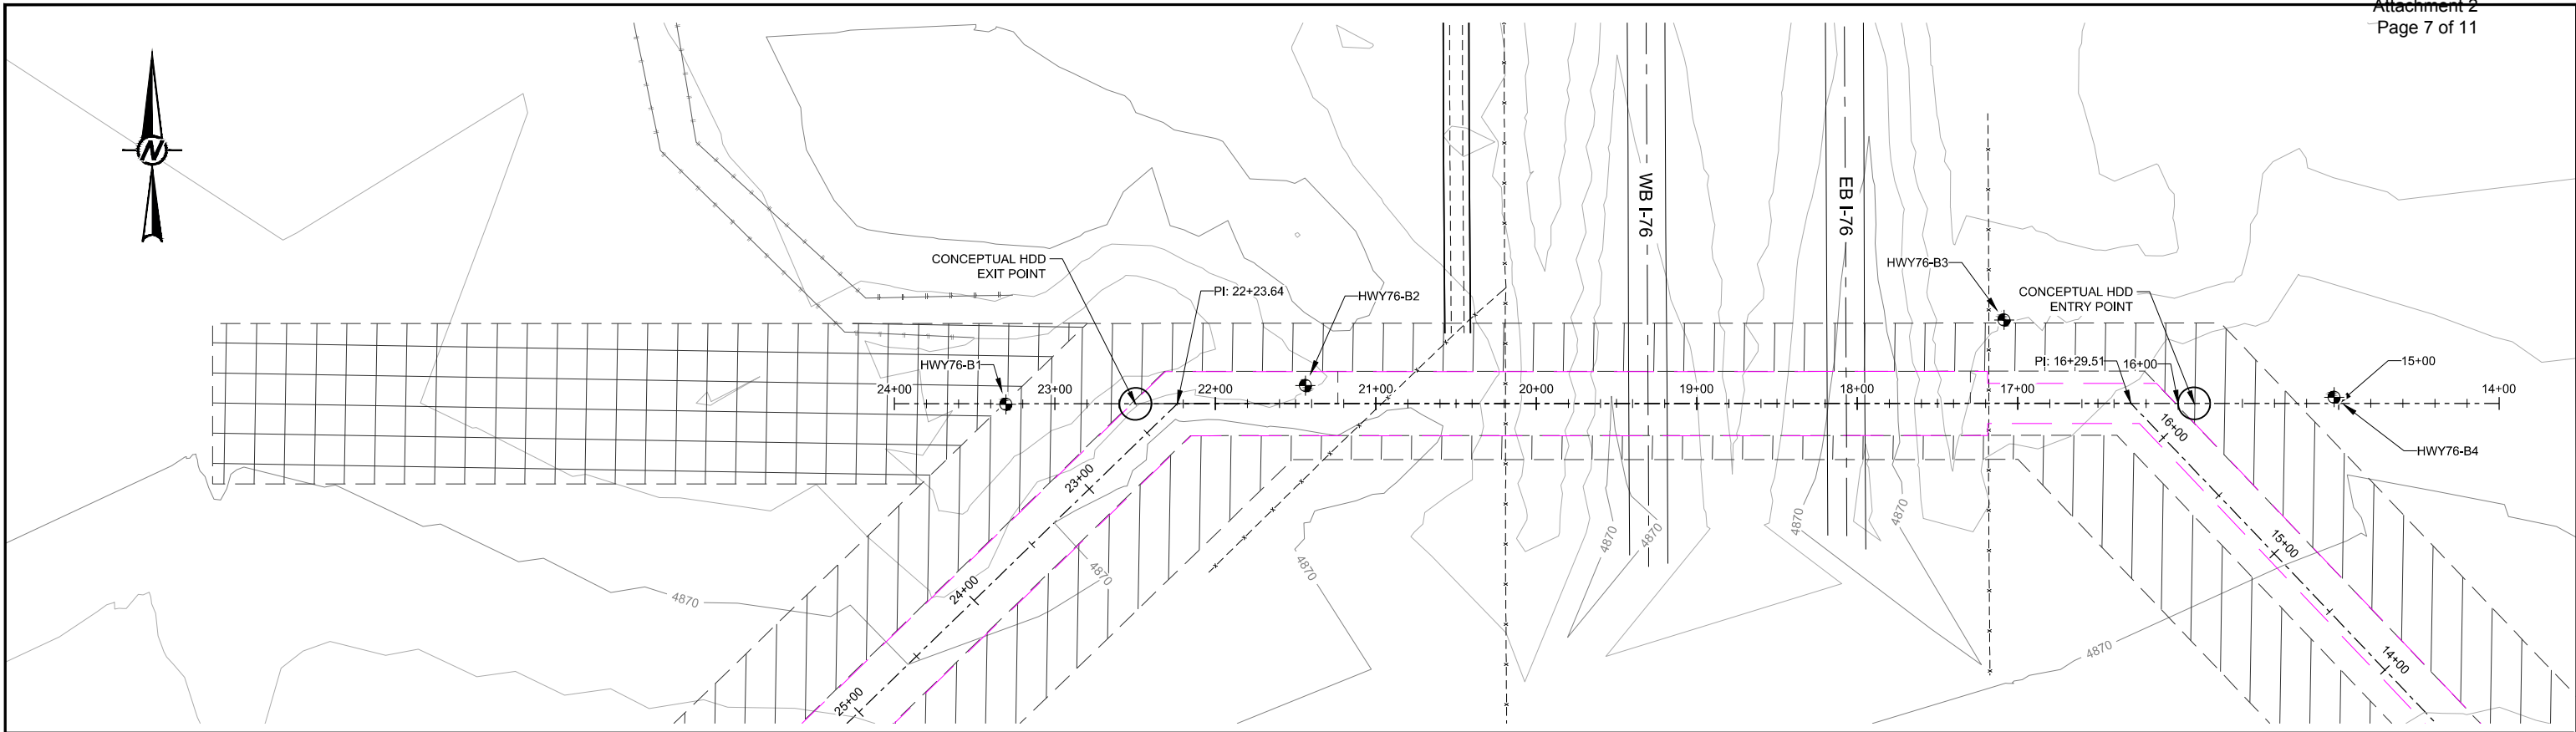 Attachment 2
Page 7 of 11
N
WB I-76
EB I-76
CONCEPTUAL HDD
EXIT POINT
PI: 22+23.64
HWY76-B2
HWY76-B3
CONCEPTUAL HDD
ENTRY POINT
HWY76-B1
PI: 16+29.51
16+00
15+00
24+00
23+00
22+00
21+00
20+00
19+00
18+00
17+00
14+00
16+00
HWY76-B4
23+00
4870
4870
4870
4870
4870
15+00
4870
4870
24+00
4870
4870
14+00
25+00